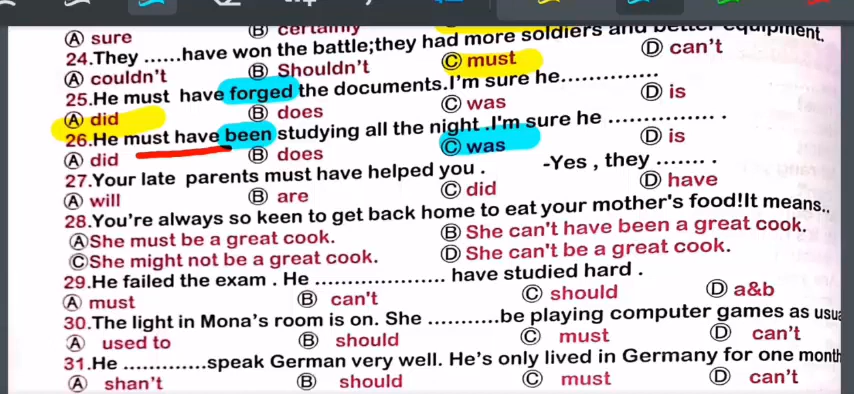 Ⓐ sure Ⓑ certainly
24.They ......have won the battle;they had more soldiers and better equipment.
Ⓐ couldn't Ⓑ Shouldn't Ⓒ must Ⓓ can't
25.He must have forged the documents.I'm sure he..............
Ⓐ did Ⓑ does Ⓒ was Ⓓ is
26.He must have been studying all the night .I'm sure he ............... .
Ⓐ did Ⓑ does Ⓒ was Ⓓ is
27.Your late parents must have helped you . -Yes , they ........ .
Ⓐ will Ⓑ are Ⓒ did Ⓓ have
28.You're always so keen to get back home to eat your mother's food!It means..
ⒶShe must be a great cook. Ⓑ She can't have been a great cook.
ⒸShe might not be a great cook. Ⓓ She can't be a great cook.
29.He failed the exam . He .................... have studied hard .
Ⓐ must Ⓑ can't Ⓒ should Ⓓ a&b
30.The light in Mona's room is on. She ...........be playing computer games as usua
Ⓐ used to Ⓑ should Ⓒ must Ⓓ can't
31.He .............speak German very well. He's only lived in Germany for one month
Ⓐ shan't Ⓑ should Ⓒ must Ⓓ can't